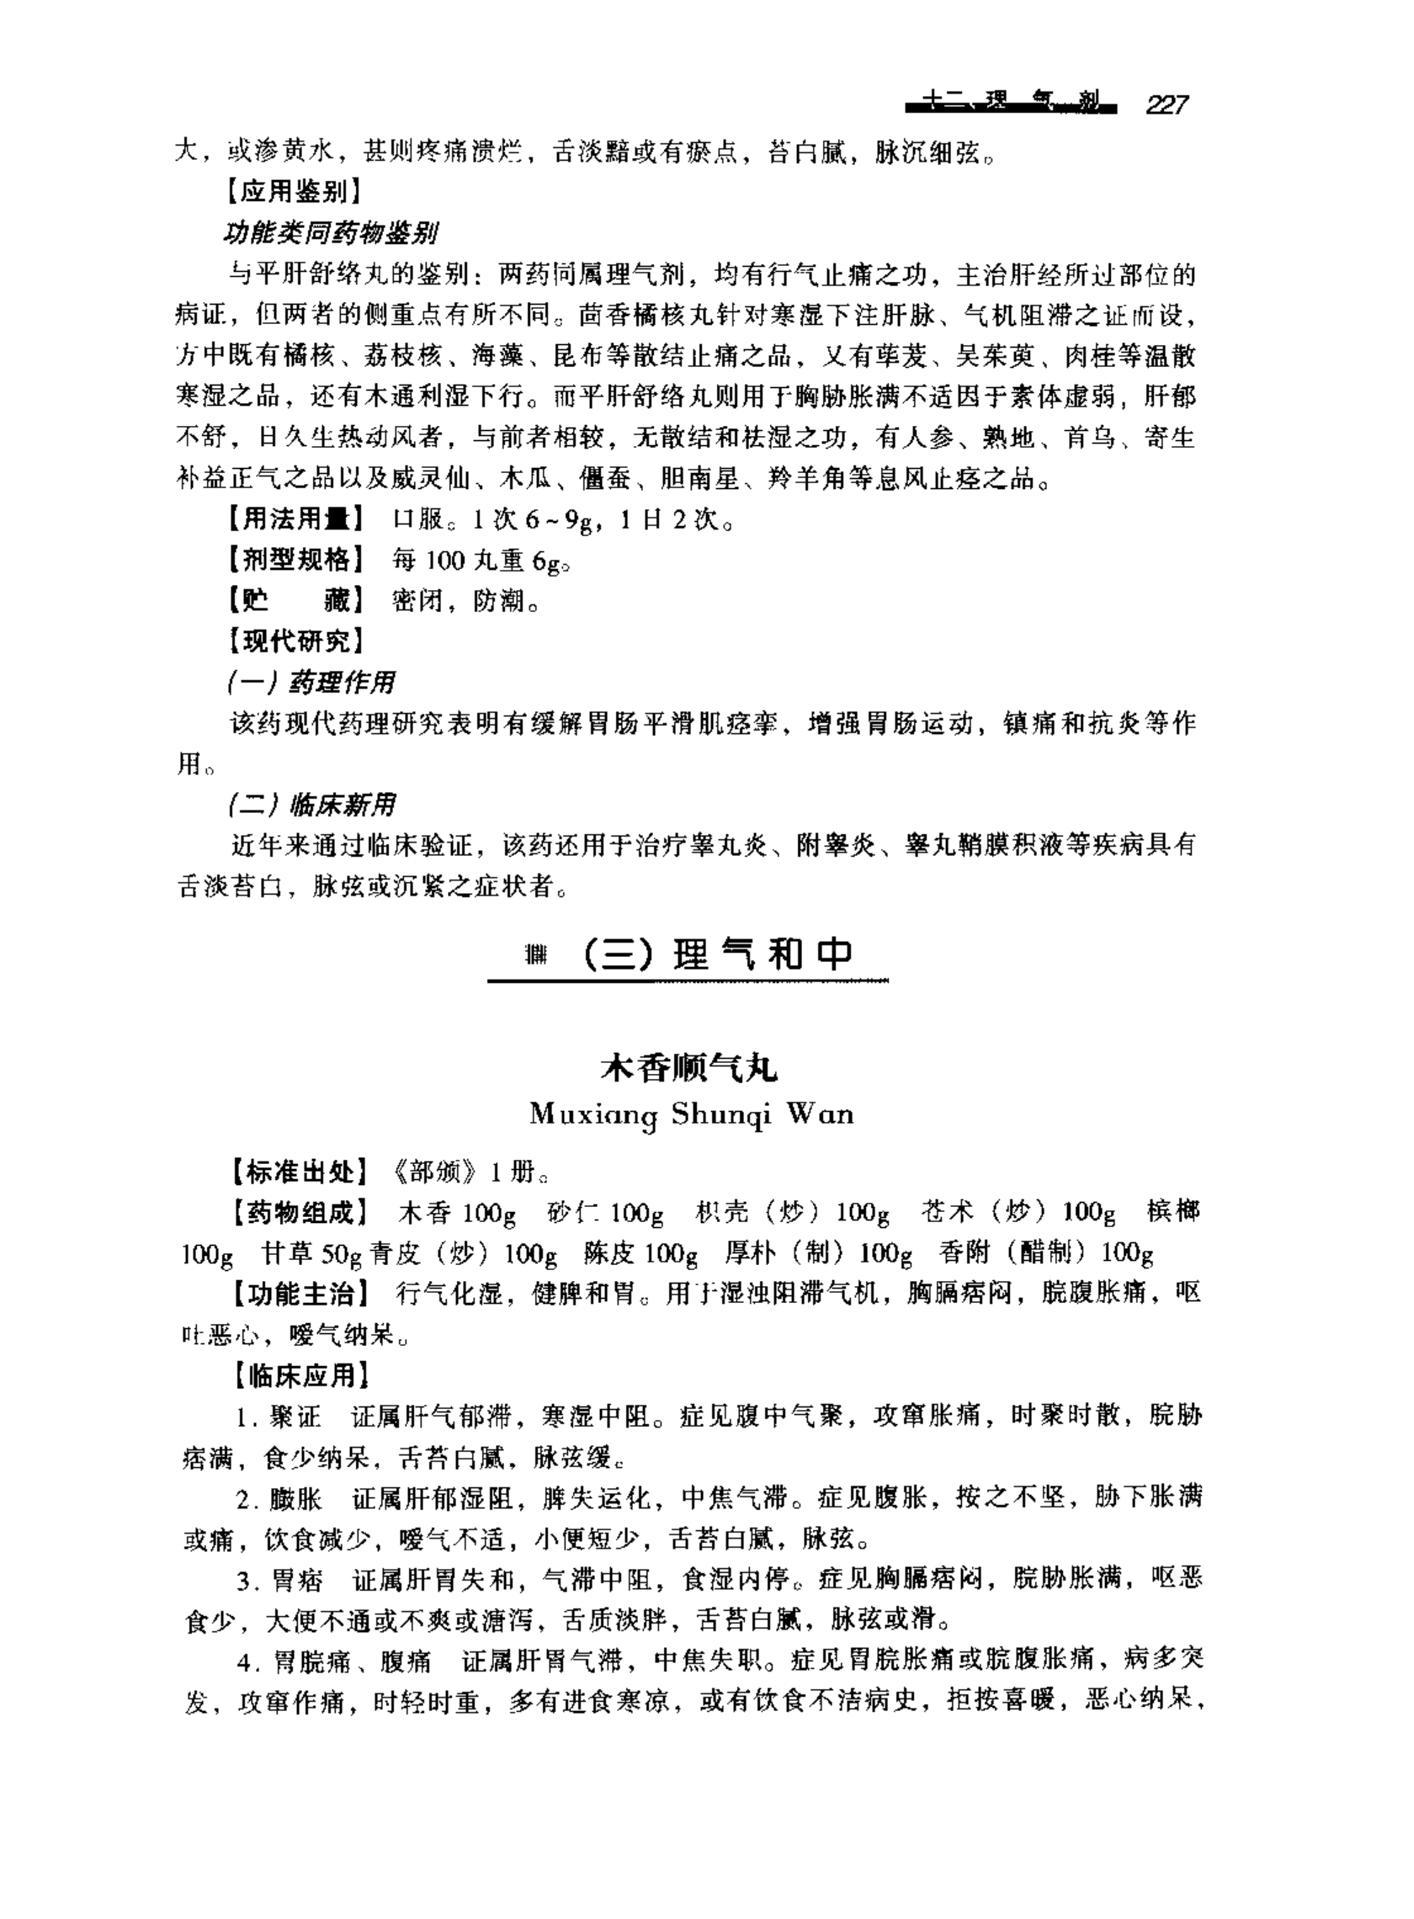 十二、理气剂 227
大，或渗黄水，甚则疼痛溃烂，舌淡黯或有瘀点，苔白腻，脉沉细弦。
【应用鉴别】
功能类同药物鉴别
与平肝舒络丸的鉴别：两药同属理气剂，均有行气止痛之功，主治肝经所过部位的
病证，但两者的侧重点有所不同。茴香橘核丸针对寒湿下注肝脉、气机阻滞之证而设，
方中既有橘核、荔枝核、海藻、昆布等散结止痛之品，又有荜茇、吴茱萸、肉桂等温散
寒湿之品，还有木通利湿下行。而平肝舒络丸则用于胸胁胀满不适因于素体虚弱，肝郁
不舒，日久生热动风者，与前者相较，无散结和祛湿之功，有人参、熟地、首乌、寄生
补益正气之品以及威灵仙、木瓜、僵蚕、胆南星、羚羊角等息风止痉之品。
【用法用量】 口服。1次6~9g，1日2次。
【剂型规格】 每100丸重6g。
【贮 藏】 密闭，防潮。
【现代研究】
(一) 药理作用
该药现代药理研究表明有缓解胃肠平滑肌痉挛，增强胃肠运动，镇痛和抗炎等作
用。
(二) 临床新用
近年来通过临床验证，该药还用于治疗睾丸炎、附睾炎、睾丸鞘膜积液等疾病具有
舌淡苔白，脉弦或沉紧之症状者。
(三) 理气和中
木香顺气丸
Muxiang Shunqi Wan
【标准出处】《部颁》1册。
【药物组成】 木香100g 砂仁100g 枳壳（炒）100g 苍术（炒）100g 槟榔
100g 甘草50g 青皮（炒）100g 陈皮100g 厚朴（制）100g 香附（醋制）100g
【功能主治】 行气化湿，健脾和胃。用于湿浊阻滞气机，胸膈痞闷，脘腹胀痛，呕
吐恶心，嗳气纳呆。
【临床应用】
1. 聚证 证属肝气郁滞，寒湿中阻。症见腹中气聚，攻窜胀痛，时聚时散，脘胁
痞满，食少纳呆，舌苔白腻，脉弦缓。
2. 臌胀 证属肝郁湿阻，脾失运化，中焦气滞。症见腹胀，按之不坚，胁下胀满
或痛，饮食减少，嗳气不适，小便短少，舌苔白腻，脉弦。
3. 胃痞 证属肝胃失和，气滞中阻，食湿内停。症见胸膈痞闷，脘胁胀满，呕恶
食少，大便不通或不爽或溏泻，舌质淡胖，舌苔白腻，脉弦或滑。
4. 胃脘痛、腹痛 证属肝胃气滞，中焦失职。症见胃脘胀痛或脘腹胀痛，病多突
发，攻窜作痛，时轻时重，多有进食寒凉，或有饮食不洁病史，拒按喜暖，恶心纳呆，